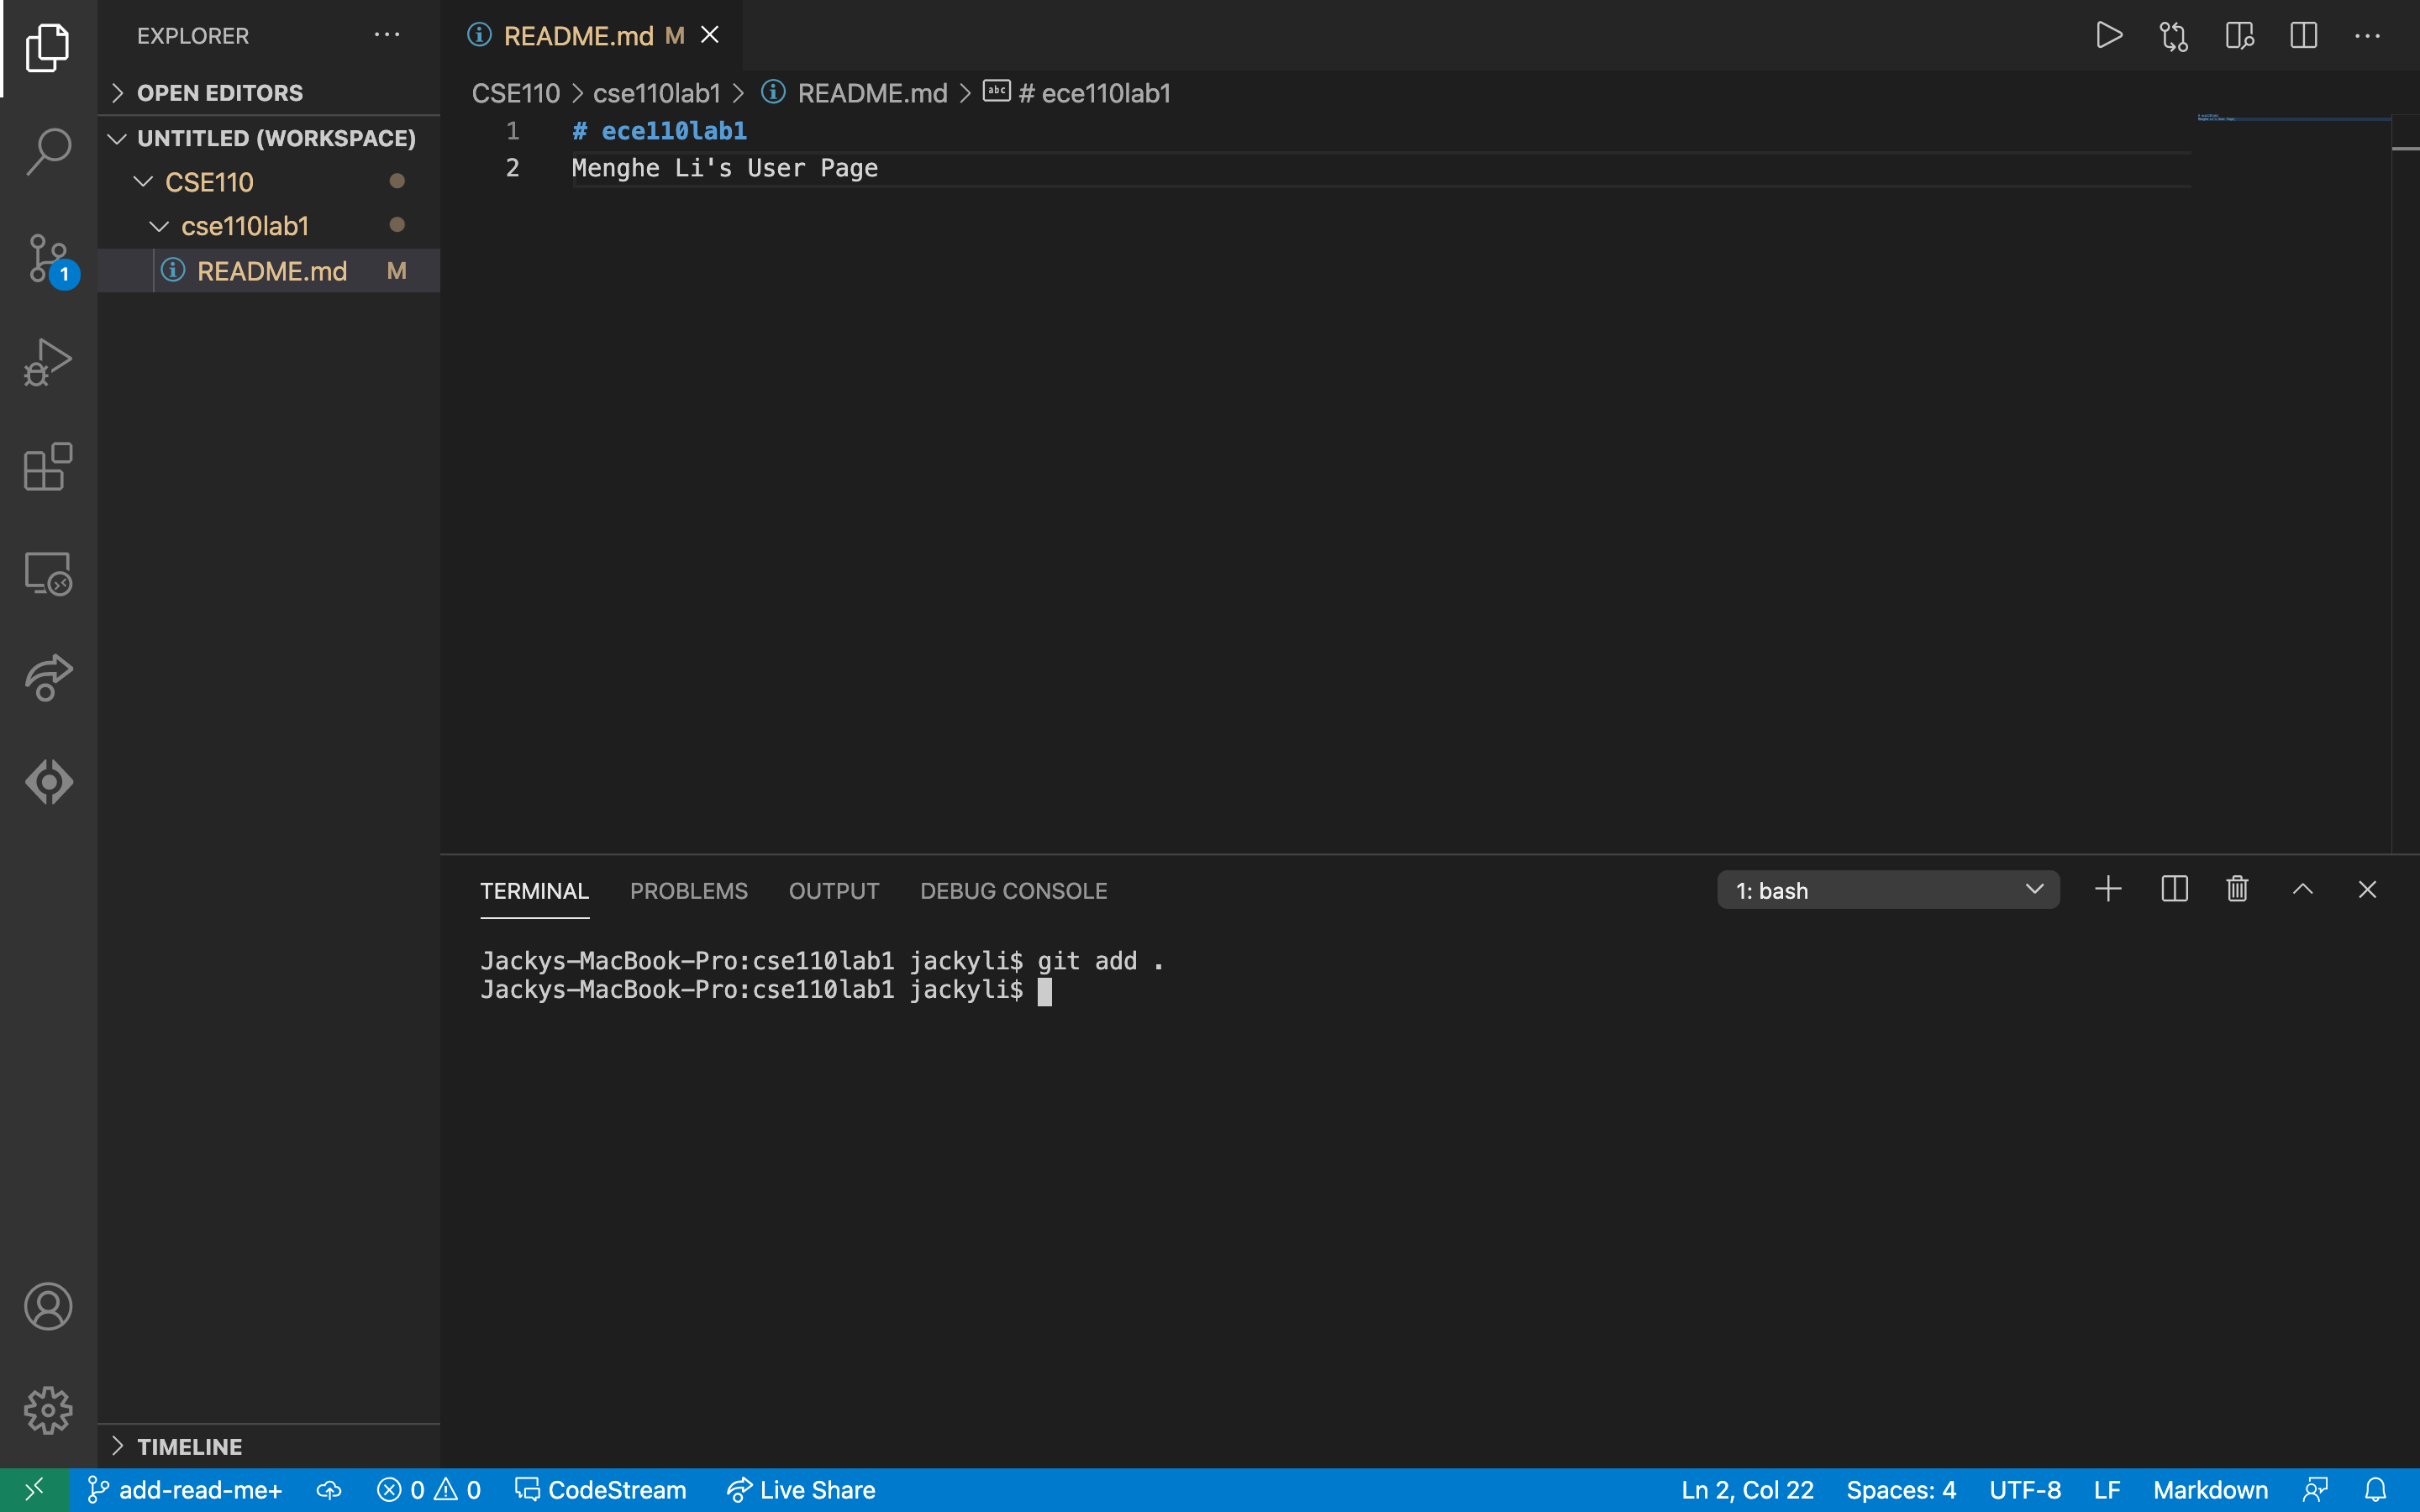 EXPLORER
OPEN EDITORS
UNTITLED (WORKSPACE)
CSE110
cse110lab1
README.md M
TIMELINE
README.md M
CSE110 > cse110lab1 > README.md > abc # ece110lab1
1 # ece110lab1
2 Menghe Li's User Page
TERMINAL PROBLEMS OUTPUT DEBUG CONSOLE 1: bash
Jackys-MacBook-Pro:cse110lab1 jackyli$ git add .
Jackys-MacBook-Pro:cse110lab1 jackyli$
1
add-read-me+ 0 0 CodeStream Live Share Ln 2, Col 22 Spaces: 4 UTF-8 LF Markdown